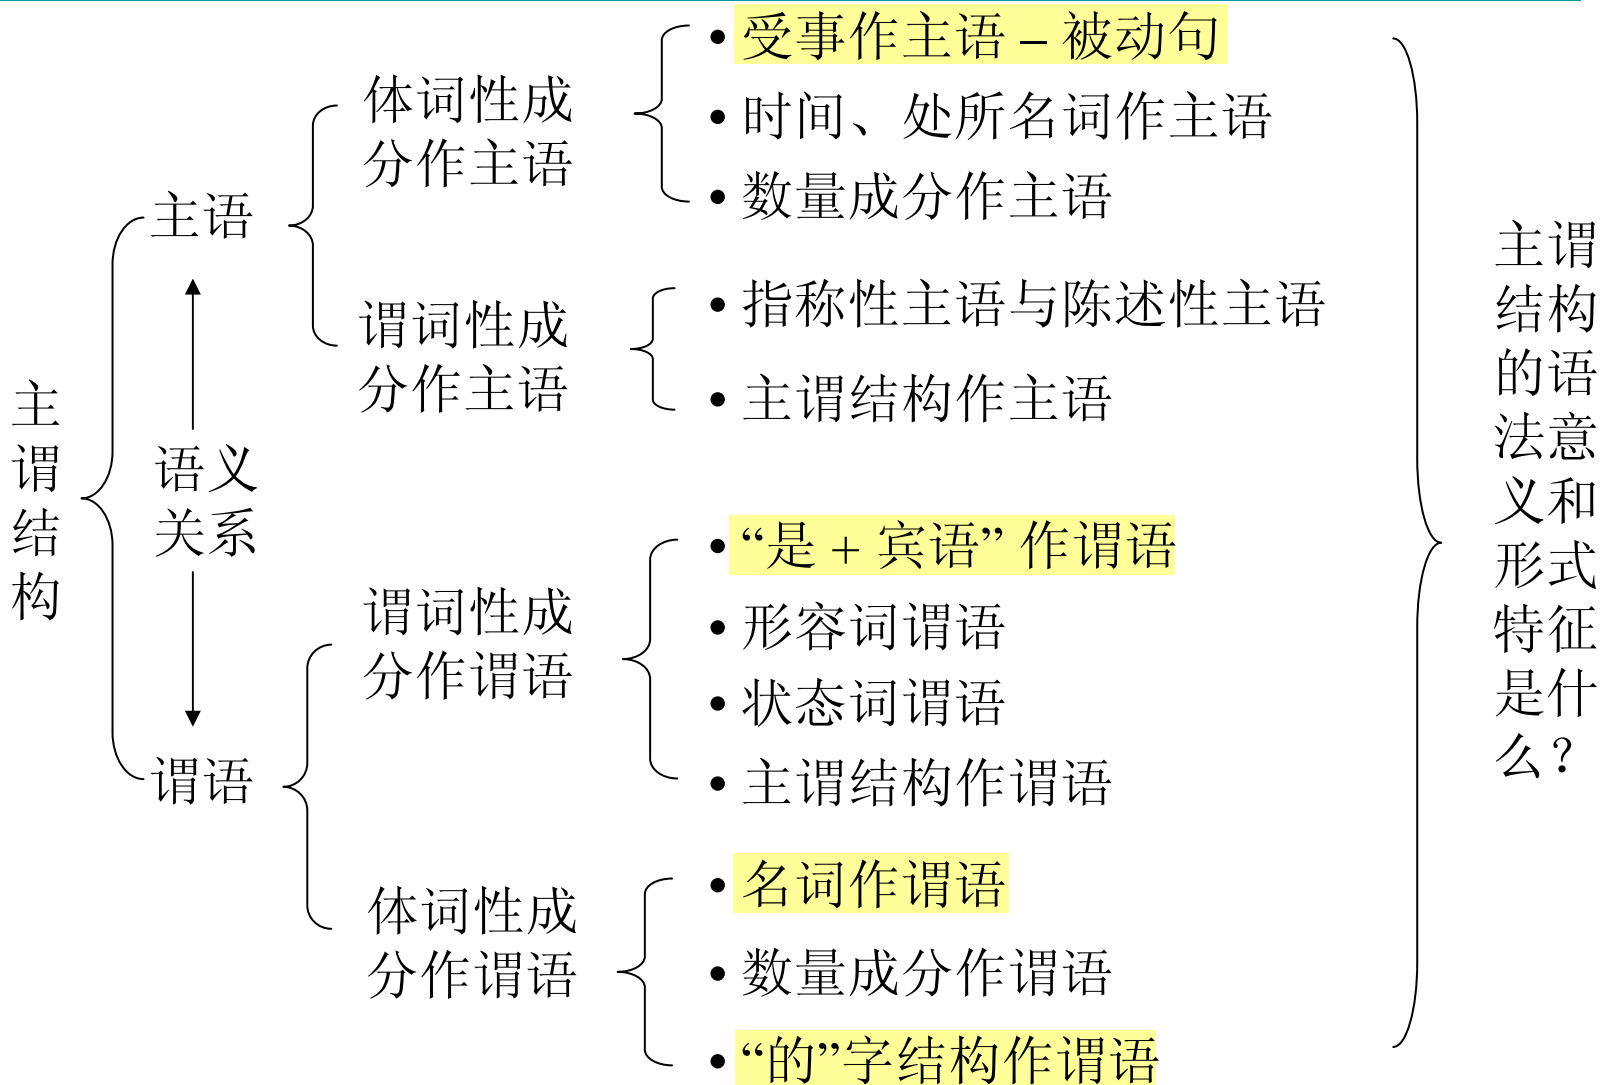 主
谓
结
构
主语
语义
关系
谓语
体词性成
分作主语
• 受事作主语 – 被动句
• 时间、处所名词作主语
• 数量成分作主语
谓词性成
分作主语
• 指称性主语与陈述性主语
• 主谓结构作主语
谓词性成
分作谓语
• “是 + 宾语” 作谓语
• 形容词谓语
• 状态词谓语
• 主谓结构作谓语
体词性成
分作谓语
• 名词作谓语
• 数量成分作谓语
• “的”字结构作谓语
主谓
结构
的语
法意
义和
形式
特征
是什
么？